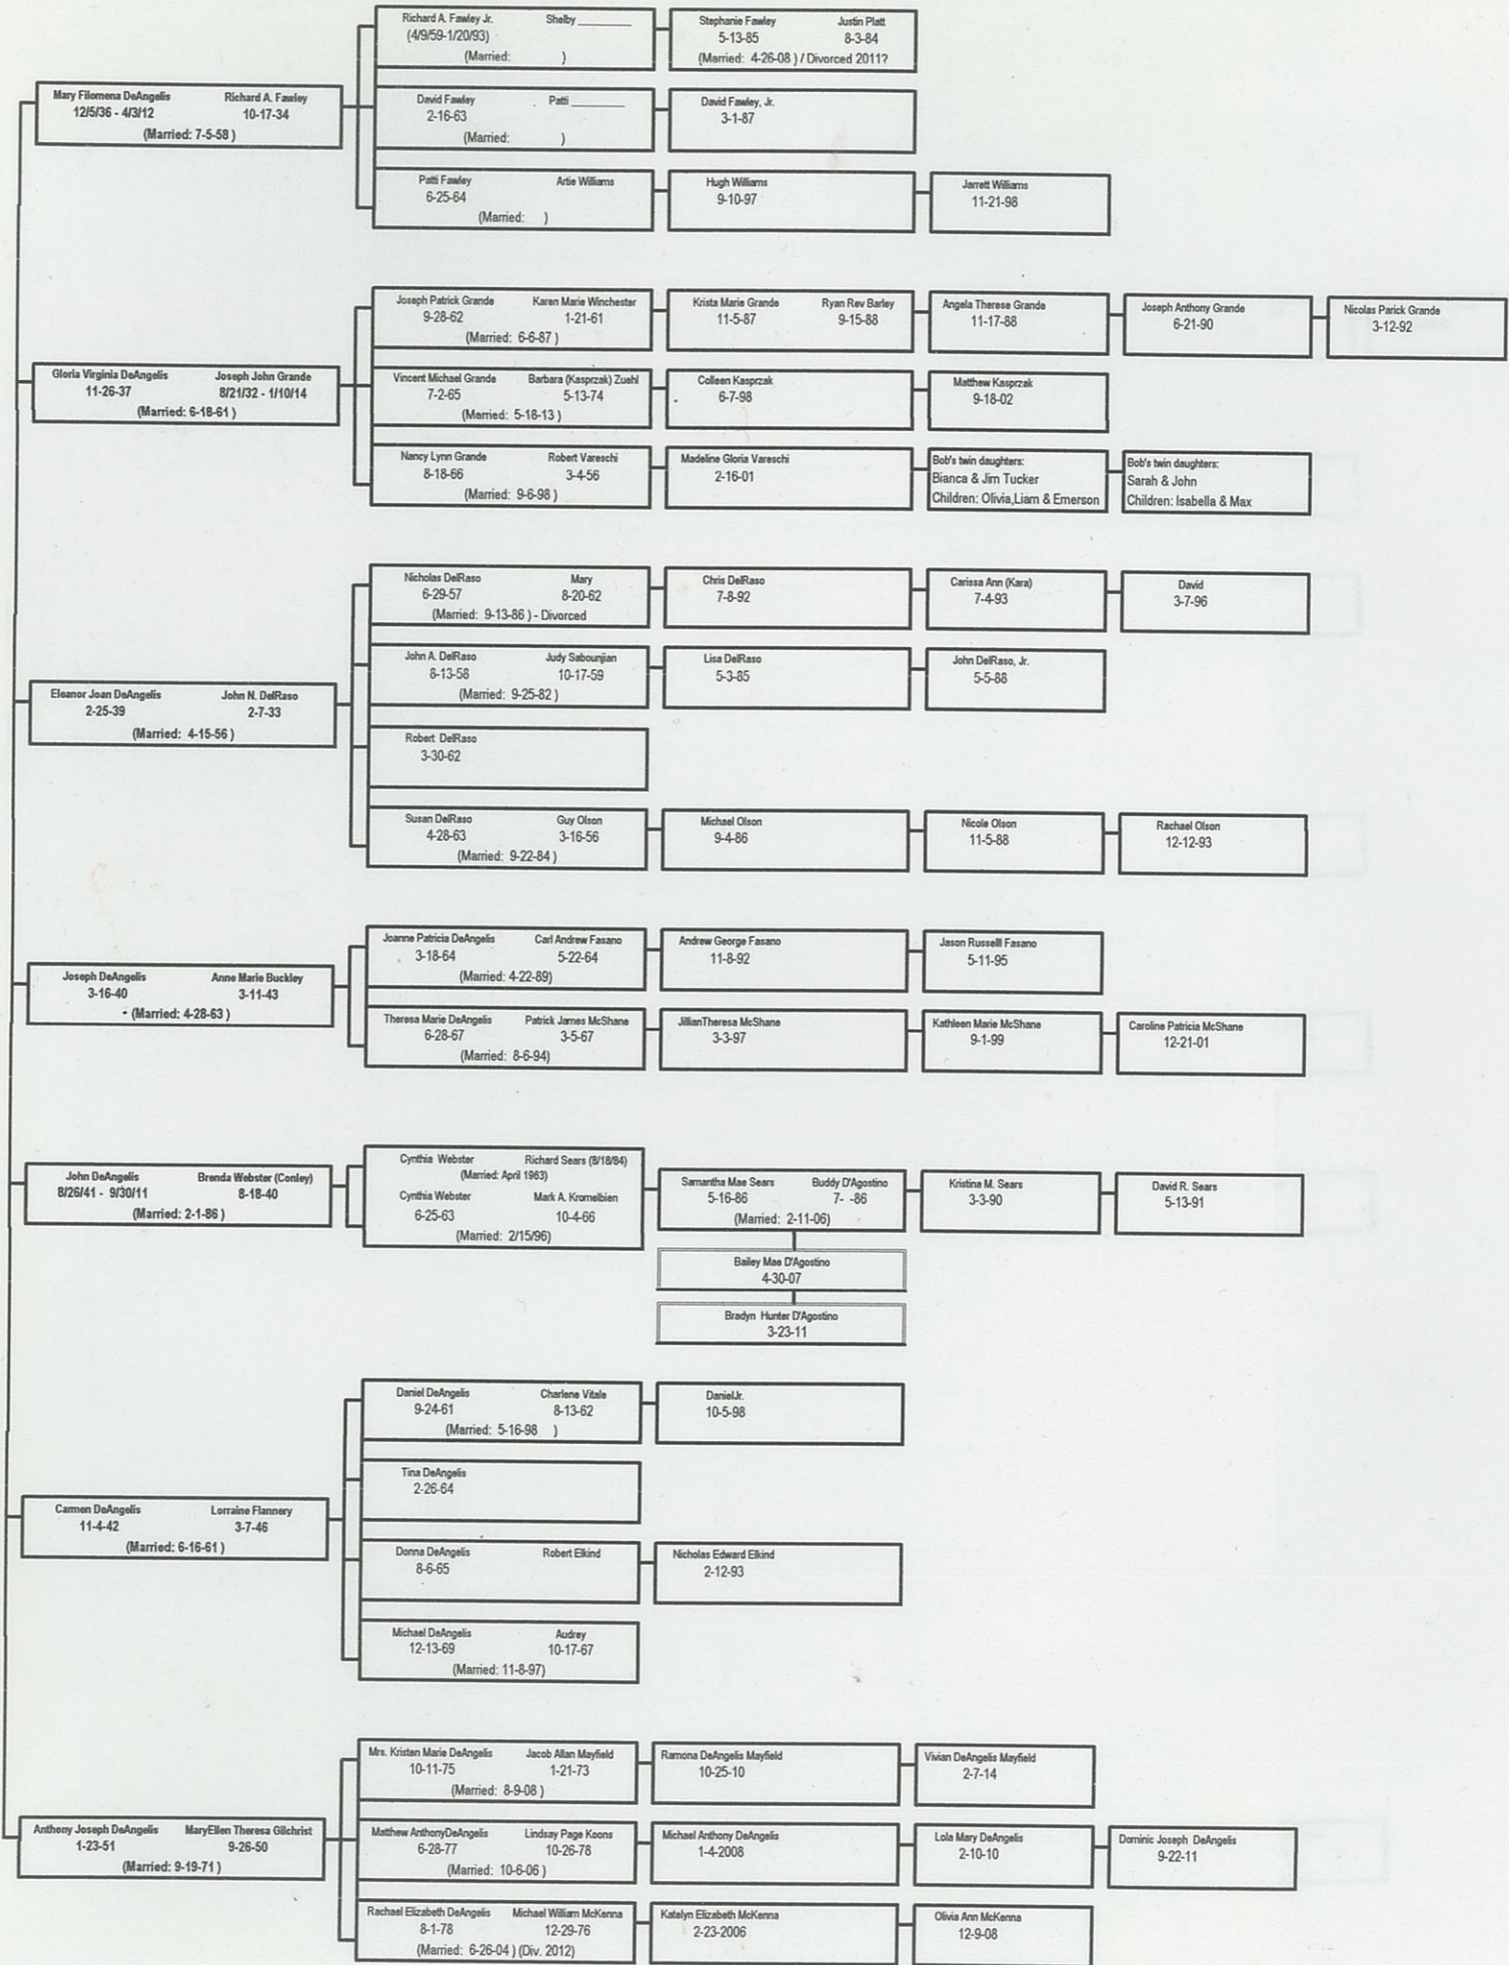 Mary Filomena DeAngelis Richard A. Fawley
12/5/36 - 4/3/12 10-17-34
(Married: 7-5-58 )
Richard A. Fawley Jr. Shelby _________
(4/9/59-1/20/93)
(Married: )
Stephanie Fawley Justin Platt
5-13-85 8-3-84
(Married: 4-26-08 ) / Divorced 2011?
David Fawley Patti _________
2-16-63
(Married: )
David Fawley, Jr.
3-1-87
Patti Fawley Artie Williams
6-25-64
(Married: )
Hugh Williams
9-10-97
Jarrett Williams
11-21-98
Gloria Virginia DeAngelis Joseph John Grande
11-26-37 8/21/32 - 1/10/14
(Married: 6-18-61 )
Joseph Patrick Grande Karen Marie Winchester
9-28-62 1-21-61
(Married: 6-6-87 )
Krista Marie Grande Ryan Rev Barley
11-5-87 9-15-88
Angela Therese Grande
11-17-88
Joseph Anthony Grande
6-21-90
Nicolas Parick Grande
3-12-92
Vincent Michael Grande Barbara (Kasprzak) Zuehl
7-2-65 5-13-74
(Married: 5-18-13 )
Colleen Kasprzak
6-7-98
Matthew Kasprzak
9-18-02
Nancy Lynn Grande Robert Vareschi
8-18-66 3-4-56
(Married: 9-6-98 )
Madeline Gloria Vareschi
2-16-01
Bob's twin daughters:
Bianca & Jim Tucker
Children: Olivia,Liam & Emerson
Bob's twin daughters:
Sarah & John
Children: Isabella & Max
Eleanor Joan DeAngelis John N. DelRaso
2-25-39 2-7-33
(Married: 4-15-56 )
Nicholas DelRaso Mary
6-29-57 8-20-62
(Married: 9-13-86 ) - Divorced
Chris DelRaso
7-8-92
Carissa Ann (Kara)
7-4-93
David
3-7-96
John A. DelRaso Judy Sabounjian
8-13-58 10-17-59
(Married: 9-25-82 )
Lisa DelRaso
5-3-85
John DelRaso, Jr.
5-5-88
Robert DelRaso
3-30-62
Susan DelRaso Guy Olson
4-28-63 3-16-56
(Married: 9-22-84 )
Michael Olson
9-4-86
Nicole Olson
11-5-88
Rachael Olson
12-12-93
Joseph DeAngelis Anne Marie Buckley
3-16-40 3-11-43
(Married: 4-28-63 )
Joanne Patricia DeAngelis Carl Andrew Fasano
3-18-64 5-22-64
(Married: 4-22-89)
Andrew George Fasano
11-8-92
Jason Russelll Fasano
5-11-95
Theresa Marie DeAngelis Patrick James McShane
6-28-67 3-5-67
(Married: 8-6-94)
JillianTheresa McShane
3-3-97
Kathleen Marie McShane
9-1-99
Caroline Patricia McShane
12-21-01
John DeAngelis Brenda Webster (Conley)
8/26/41 - 9/30/11 8-18-40
(Married: 2-1-86 )
Cynthia Webster Richard Sears (8/18/84)
(Married: April 1963)
Cynthia Webster Mark A. Kromelbien
6-25-63 10-4-66
(Married: 2/15/96)
Samantha Mae Sears Buddy D'Agostino
5-16-86 7- -86
(Married: 2-11-06)
Kristina M. Sears
3-3-90
David R. Sears
5-13-91
Bailey Mae D'Agostino
4-30-07
Bradyn Hunter D'Agostino
3-23-11
Carmen DeAngelis Lorraine Flannery
11-4-42 3-7-46
(Married: 6-16-61 )
Daniel DeAngelis Charlene Vitale
9-24-61 8-13-62
(Married: 5-16-98 )
DanielJr.
10-5-98
Tina DeAngelis
2-26-64
Donna DeAngelis Robert Elkind
8-6-65
Nicholas Edward Elkind
2-12-93
Michael DeAngelis Audrey
12-13-69 10-17-67
(Married: 11-8-97)
Anthony Joseph DeAngelis MaryEllen Theresa Gilchrist
1-23-51 9-26-50
(Married: 9-19-71 )
Mrs. Kristen Marie DeAngelis Jacob Allan Mayfield
10-11-75 1-21-73
(Married: 8-9-08 )
Ramona DeAngelis Mayfield
10-25-10
Vivian DeAngelis Mayfield
2-7-14
Matthew AnthonyDeAngelis Lindsay Page Koons
6-28-77 10-26-78
(Married: 10-6-06 )
Michael Anthony DeAngelis
1-4-2008
Lola Mary DeAngelis
2-10-10
Dominic Joseph DeAngelis
9-22-11
Rachael Elizabeth DeAngelis Michael William McKenna
8-1-78 12-29-76
(Married: 6-26-04 ) (Div. 2012)
Katelyn Elizabeth McKenna
2-23-2006
Olivia Ann McKenna
12-9-08